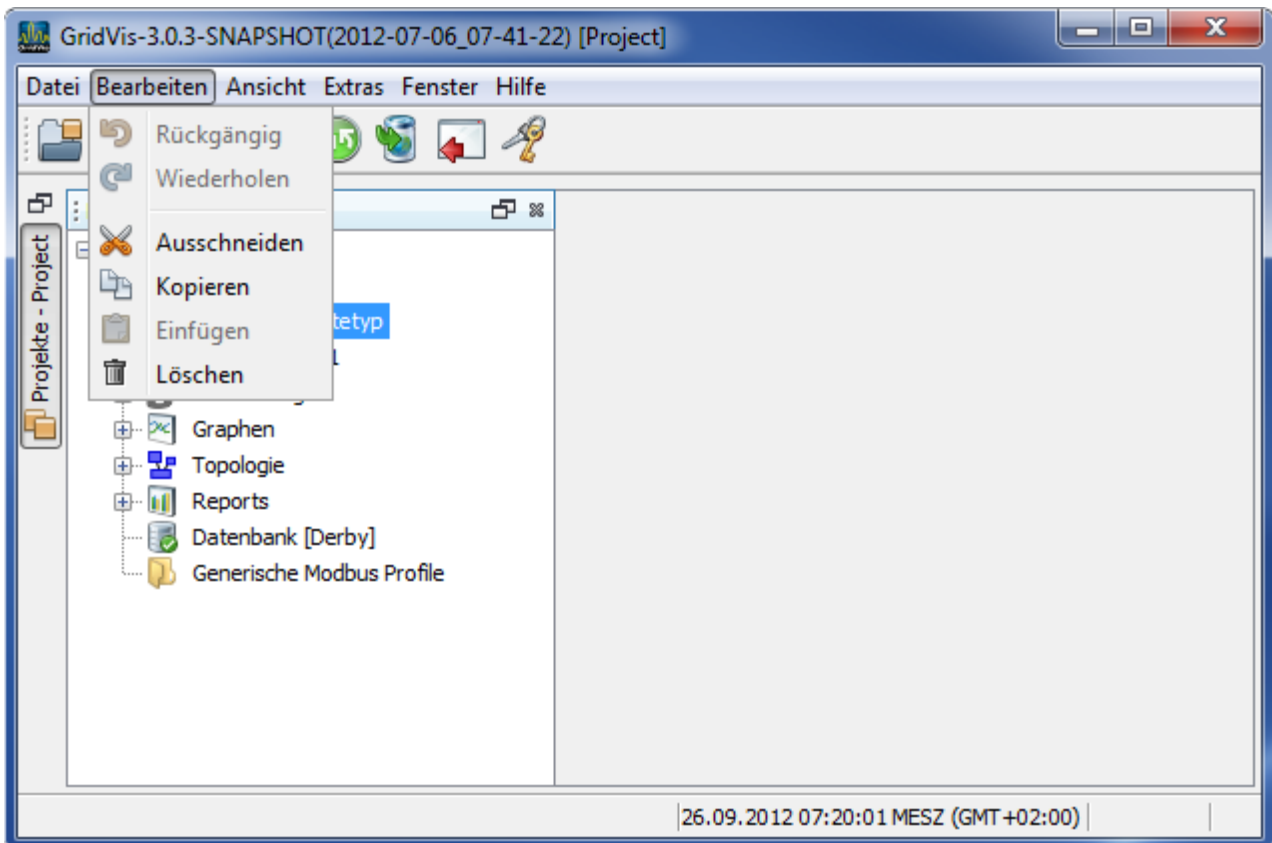 GridVis-3.0.3-SNAPSHOT(2012-07-06_07-41-22) [Project]
Datei Bearbeiten Ansicht Extras Fenster Hilfe
Rückgängig
Wiederholen
Ausschneiden
Kopieren
Einfügen
Löschen
Projekte - Project
Graphen
Topologie
Reports
Datenbank [Derby]
Generische Modbus Profile
26.09.2012 07:20:01 MESZ (GMT+02:00)